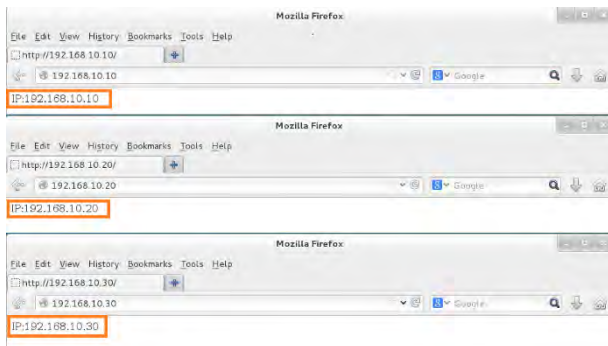 Mozilla Firefox
File Edit View History Bookmarks Tools Help
http://192.168.10.10/
192.168.10.10 Google
IP:192.168.10.10
Mozilla Firefox
File Edit View History Bookmarks Tools Help
http://192.168.10.20/
192.168.10.20 Google
IP:192.168.10.20
Mozilla Firefox
File Edit View History Bookmarks Tools Help
http://192.168.10.30/
192.168.10.30 Google
IP:192.168.10.30